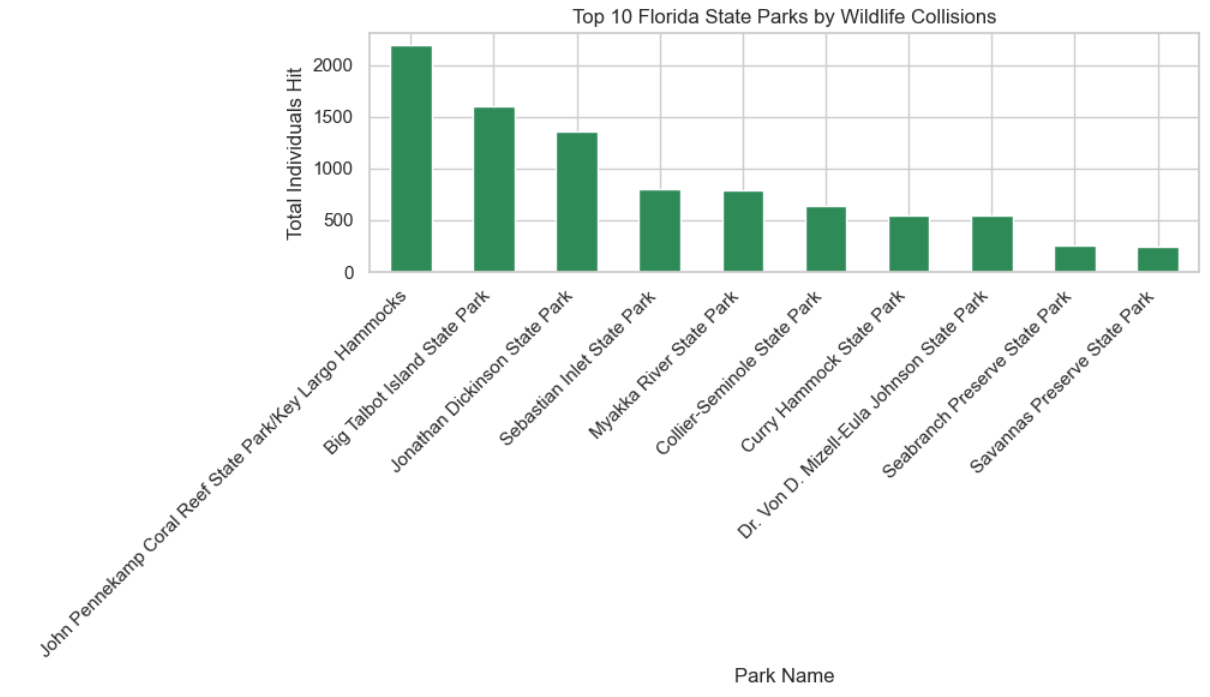 Top 10 Florida State Parks by Wildlife Collisions
Total Individuals Hit
2000
1500
1000
500
0
John Pennekamp Coral Reef State Park/Key Largo Hammocks
Big Talbot Island State Park
Jonathan Dickinson State Park
Sebastian Inlet State Park
Myakka River State Park
Collier-Seminole State Park
Curry Hammock State Park
Dr. Von D. Mizell-Eula Johnson State Park
Seabranch Preserve State Park
Savannas Preserve State Park
Park Name